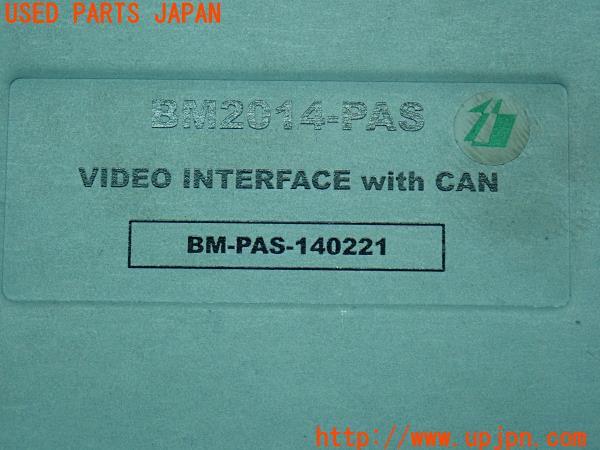 USED PARTS JAPAN
BM2014-PAS
VIDEO INTERFACE with CAN
BM-PAS-140221
http://www.upjpn.com